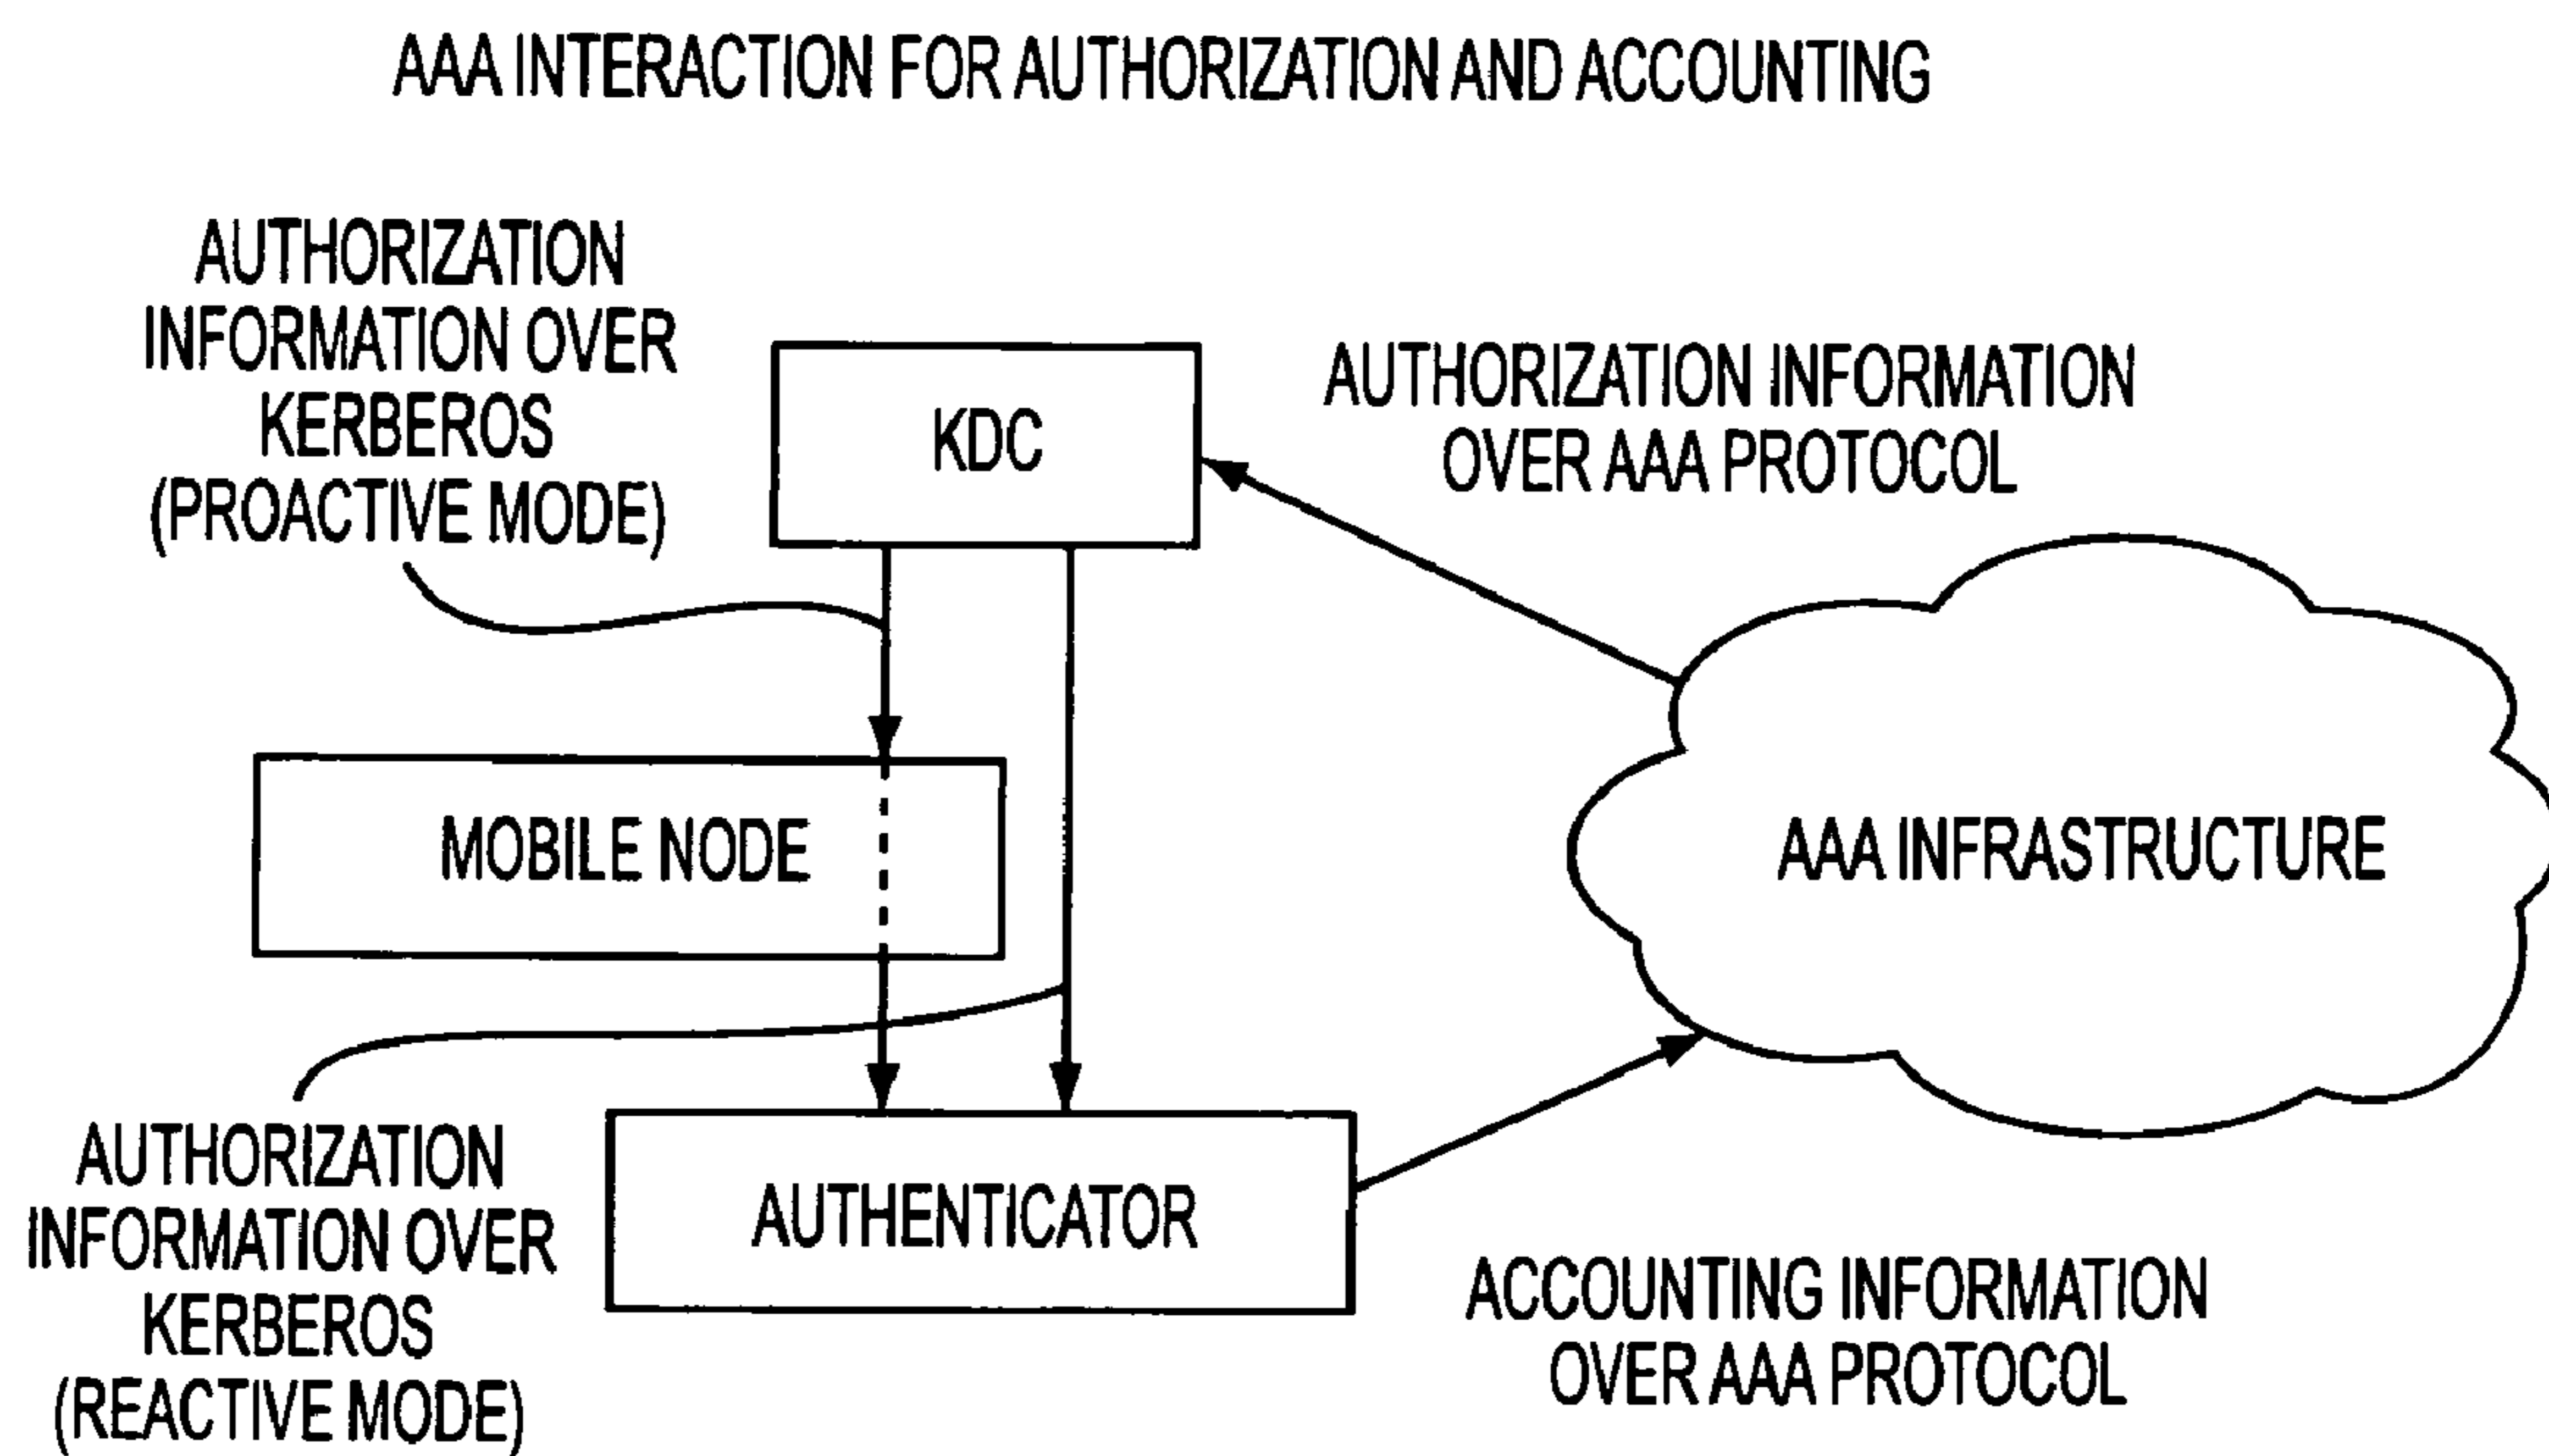 AAA INTERACTION FOR AUTHORIZATION AND ACCOUNTING
AUTHORIZATION
INFORMATION OVER
KERBEROS
(PROACTIVE MODE)
KDC
AUTHORIZATION INFORMATION
OVER AAA PROTOCOL
MOBILE NODE
AAA INFRASTRUCTURE
AUTHORIZATION
INFORMATION OVER
KERBEROS
(REACTIVE MODE)
AUTHENTICATOR
ACCOUNTING INFORMATION
OVER AAA PROTOCOL